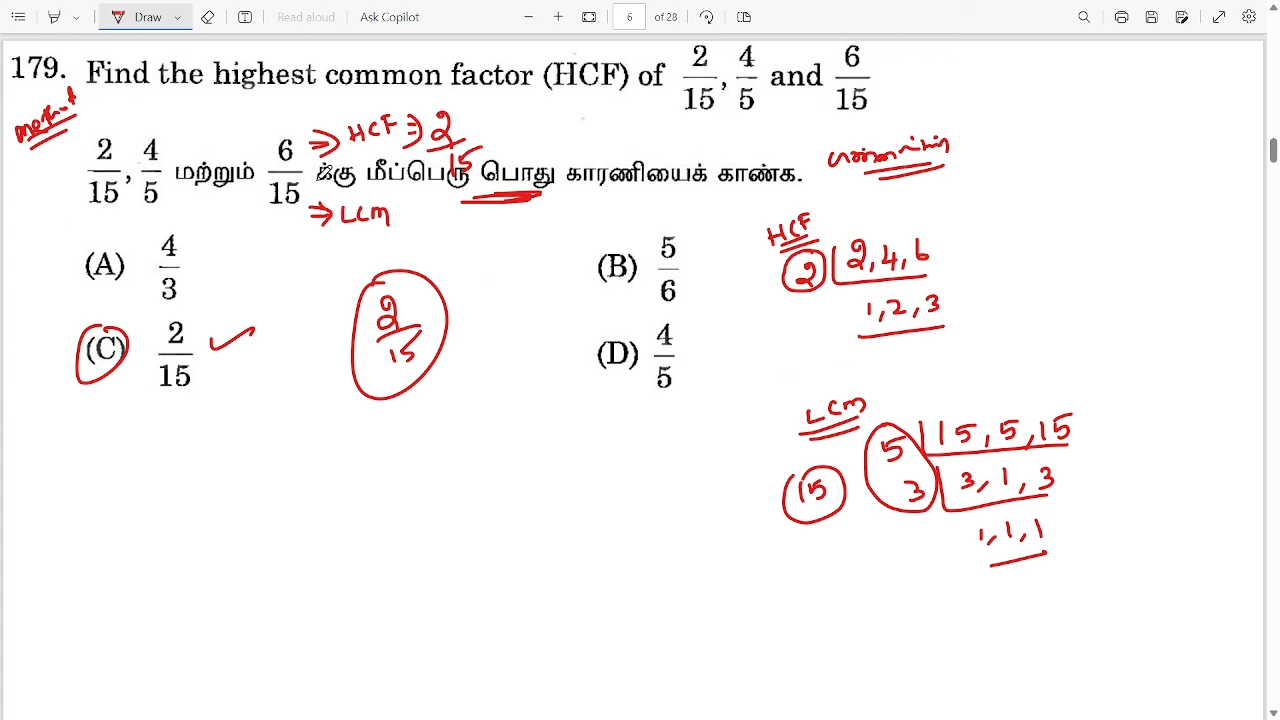 Draw Read aloud Ask Copilot 6 of 28
179. Find the highest common factor (HCF) of 2/15, 4/5 and 6/15
2/15, 4/5 மற்றும் 6/15 க்கு மீப்பெரு பொது காரணியைக் காண்க.
⇒ HCF ⇒ 2/15
⇒ LCM
(A) 4/3
(B) 5/6
(C) 2/15 ✓
(D) 4/5
2/15
HCF
2 | 2, 4, 6
1, 2, 3
LCM
5 | 15, 5, 15
15
3 | 3, 1, 3
1, 1, 1